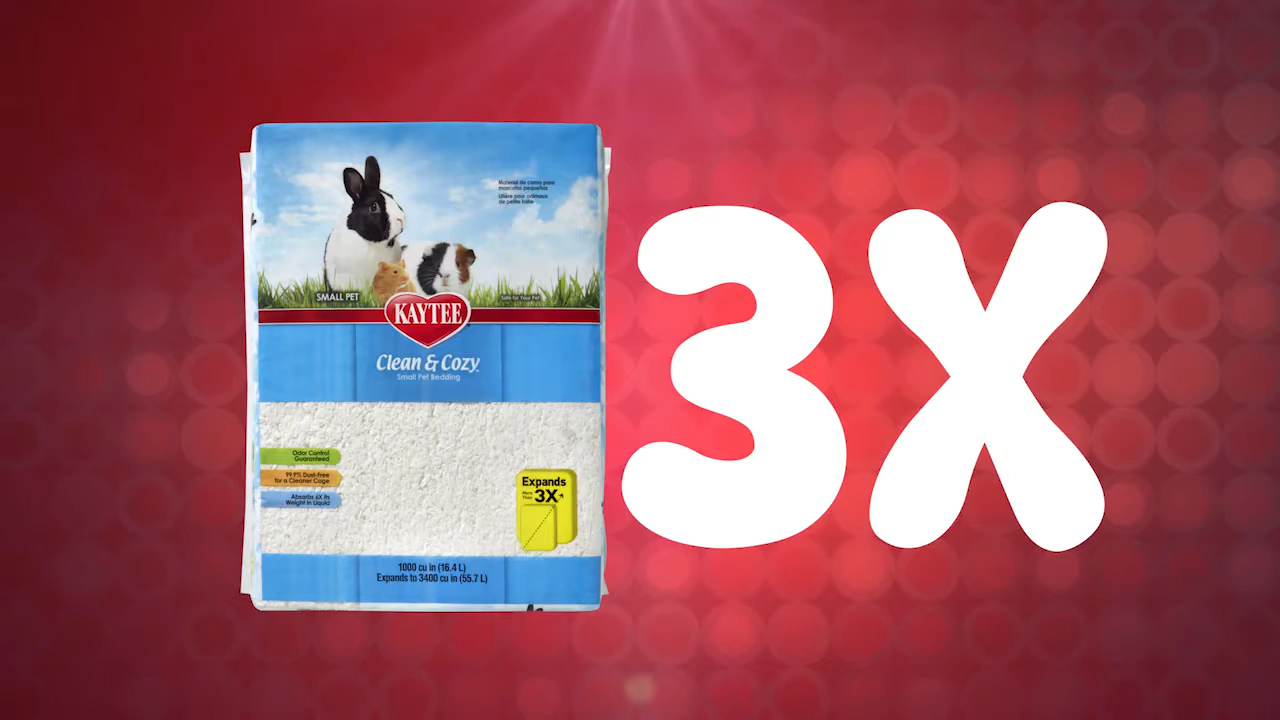 Material de cama para
mascotas pequeñas
Litière pour animaux
de petite taille
SMALL PET
Safe for Your Pet
KAYTEE
Clean & Cozy
Small Pet Bedding
Odor Control
Guaranteed
99.9% Dust-Free
for a Cleaner Cage
Absorbs 6X Its
Weight in Liquid
Expands
More Than 3X
1000 cu in (16.4 L)
Expands to 3400 cu in (55.7 L)
3X